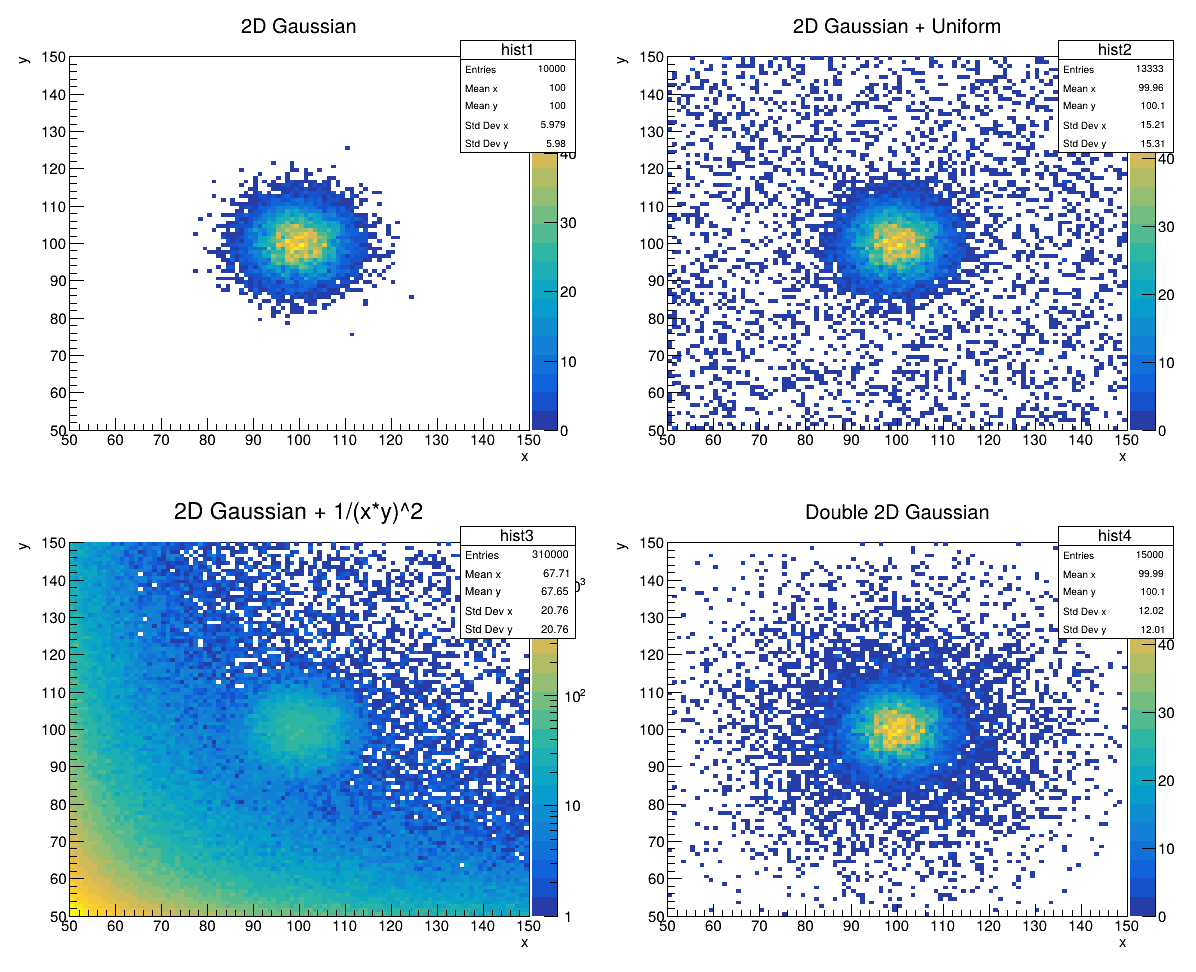 2D Gaussian
y
150
140
130
120
110
100
90
80
70
60
50
50 60 70 80 90 100 110 120 130 140 150
x
hist1
Entries 10000
Mean x 100
Mean y 100
Std Dev x 5.979
Std Dev y 5.98
40
30
20
10
0
2D Gaussian + Uniform
y
150
140
130
120
110
100
90
80
70
60
50
50 60 70 80 90 100 110 120 130 140 150
x
hist2
Entries 13333
Mean x 99.96
Mean y 100.1
Std Dev x 15.21
Std Dev y 15.31
40
30
20
10
0
2D Gaussian + 1/(x*y)^2
y
150
140
130
120
110
100
90
80
70
60
50
50 60 70 80 90 100 110 120 130 140 150
x
hist3
Entries 310000
Mean x 67.71
Mean y 67.65
Std Dev x 20.76
Std Dev y 20.76
10²
10
1
Double 2D Gaussian
y
150
140
130
120
110
100
90
80
70
60
50
50 60 70 80 90 100 110 120 130 140 150
x
hist4
Entries 15000
Mean x 99.99
Mean y 100.1
Std Dev x 12.02
Std Dev y 12.01
40
30
20
10
0